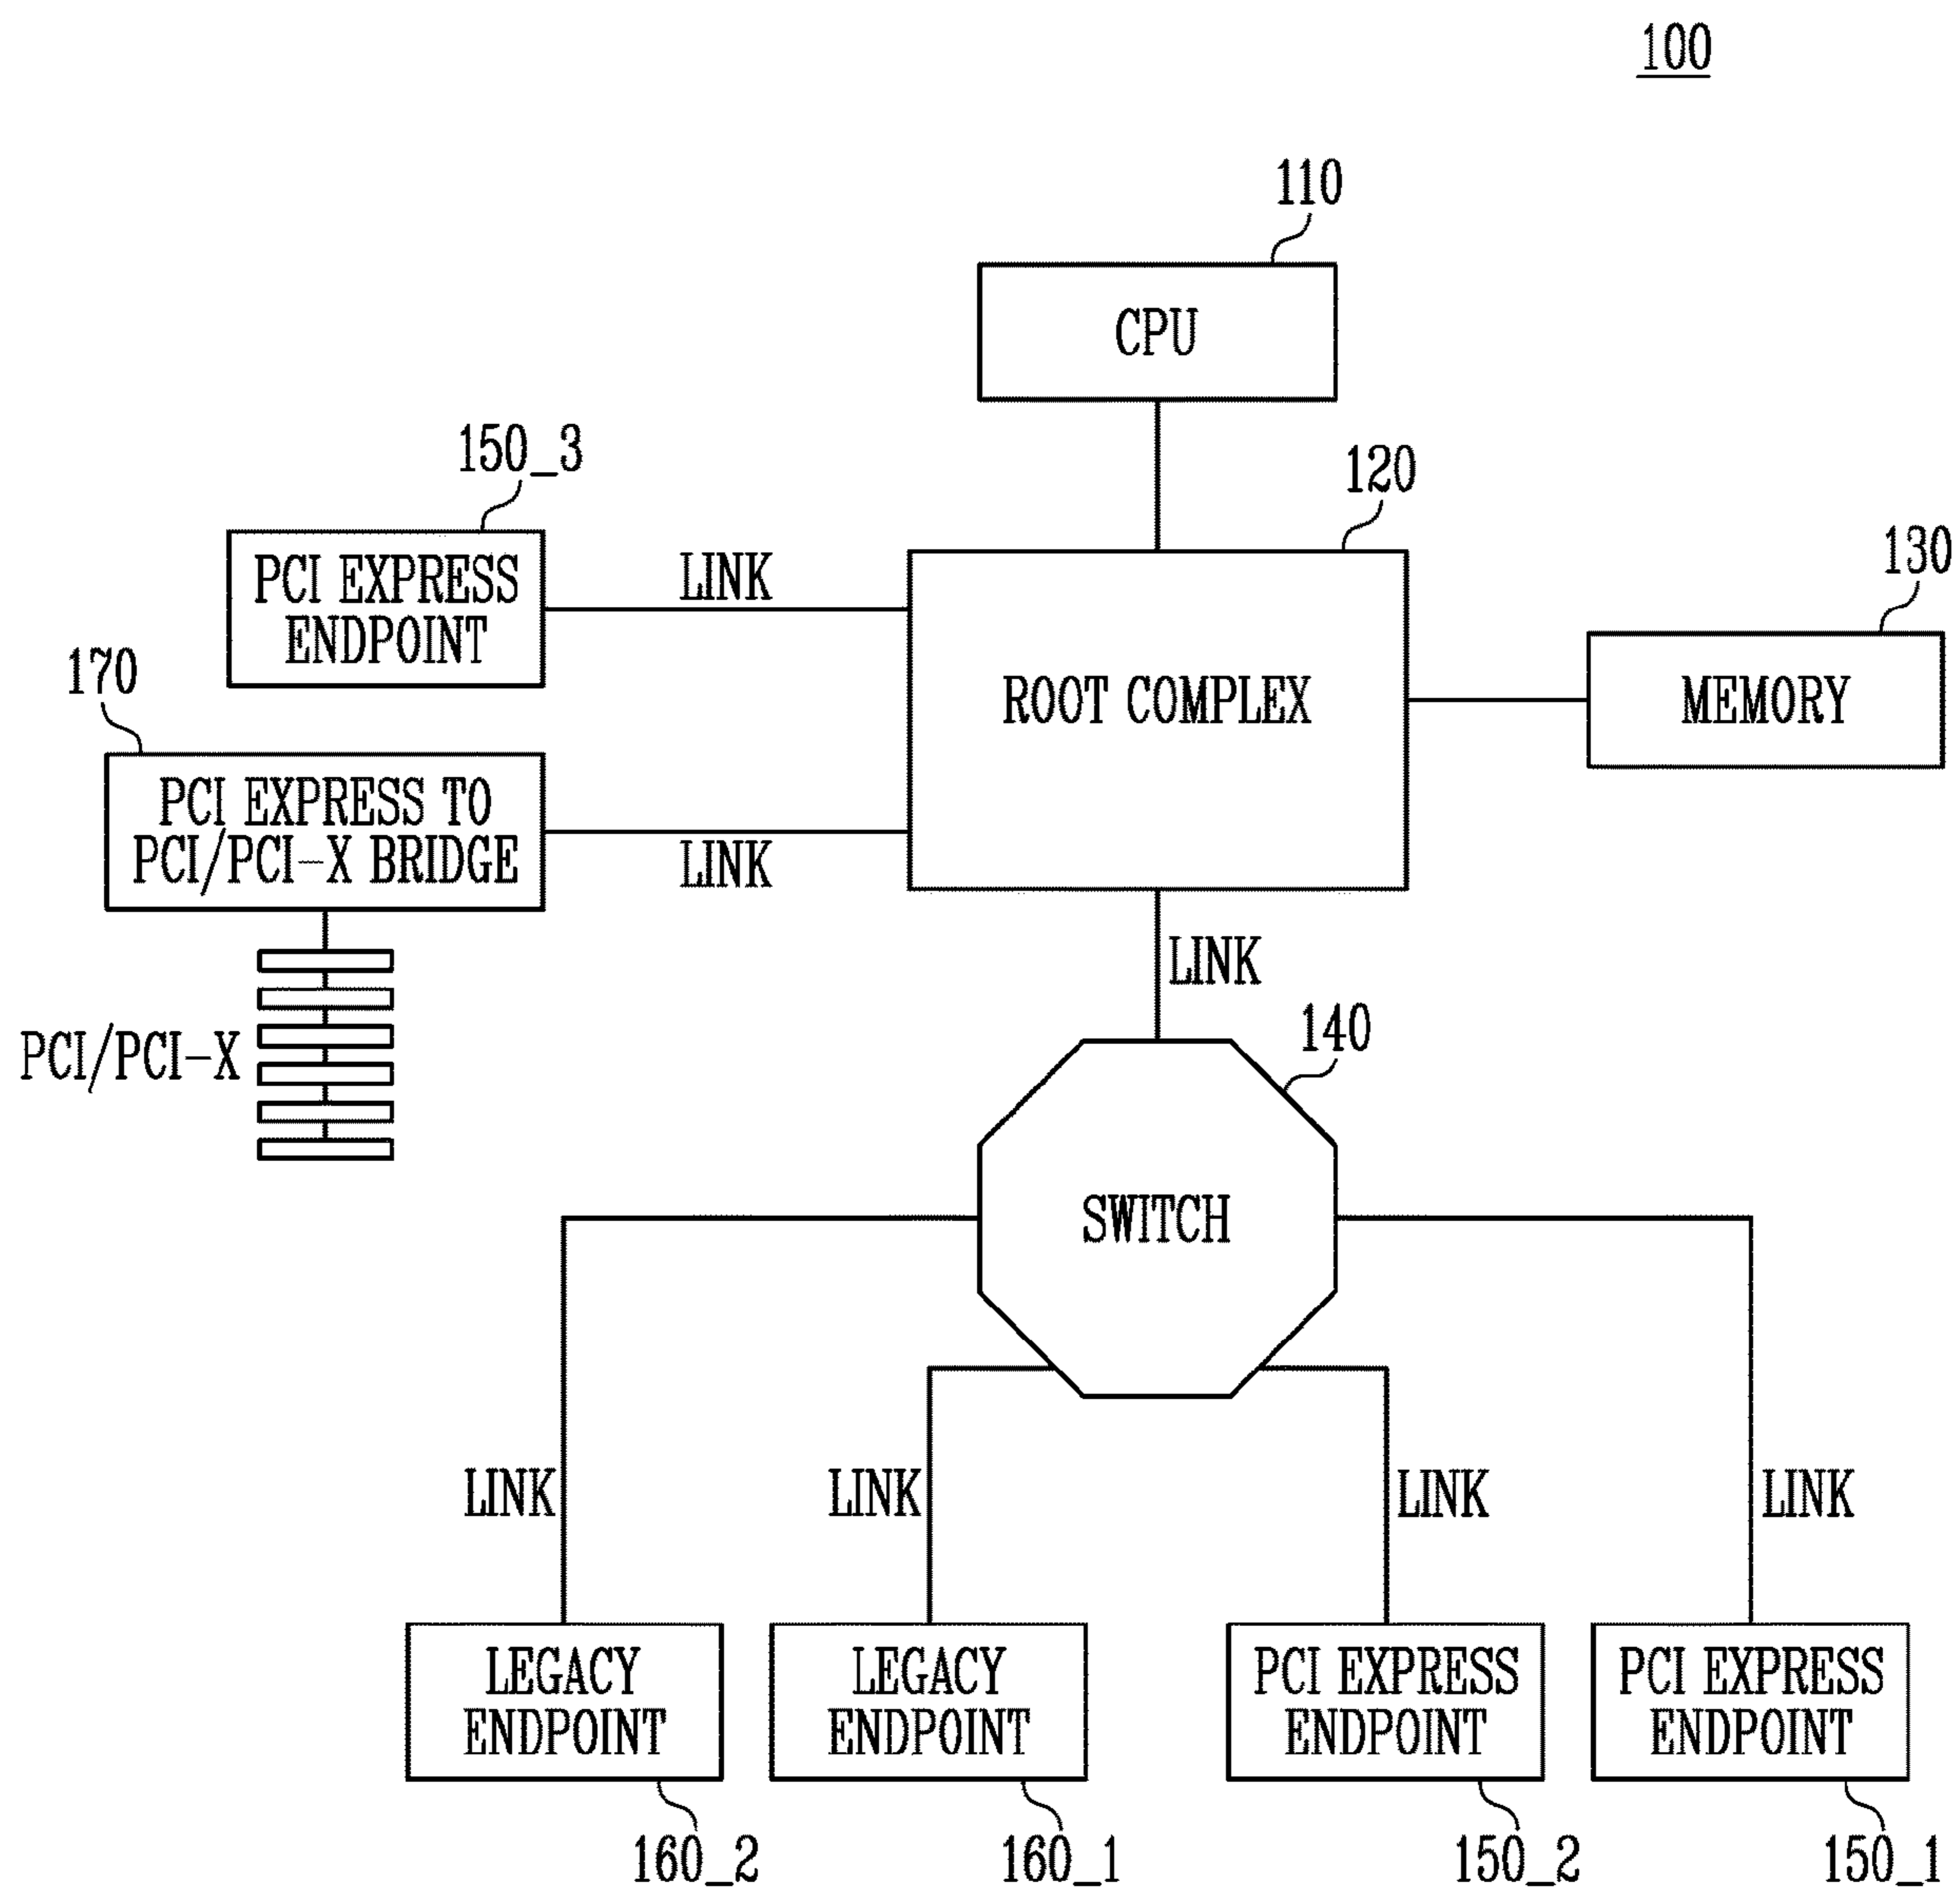 100
110
CPU
150_3
120
PCI EXPRESS
ENDPOINT
LINK
130
170
ROOT COMPLEX
MEMORY
PCI EXPRESS TO
PCI/PCI-X BRIDGE
LINK
LINK
140
PCI/PCI-X
SWITCH
LINK
LINK
LINK
LINK
LEGACY
ENDPOINT
LEGACY
ENDPOINT
PCI EXPRESS
ENDPOINT
PCI EXPRESS
ENDPOINT
160_2
160_1
150_2
150_1